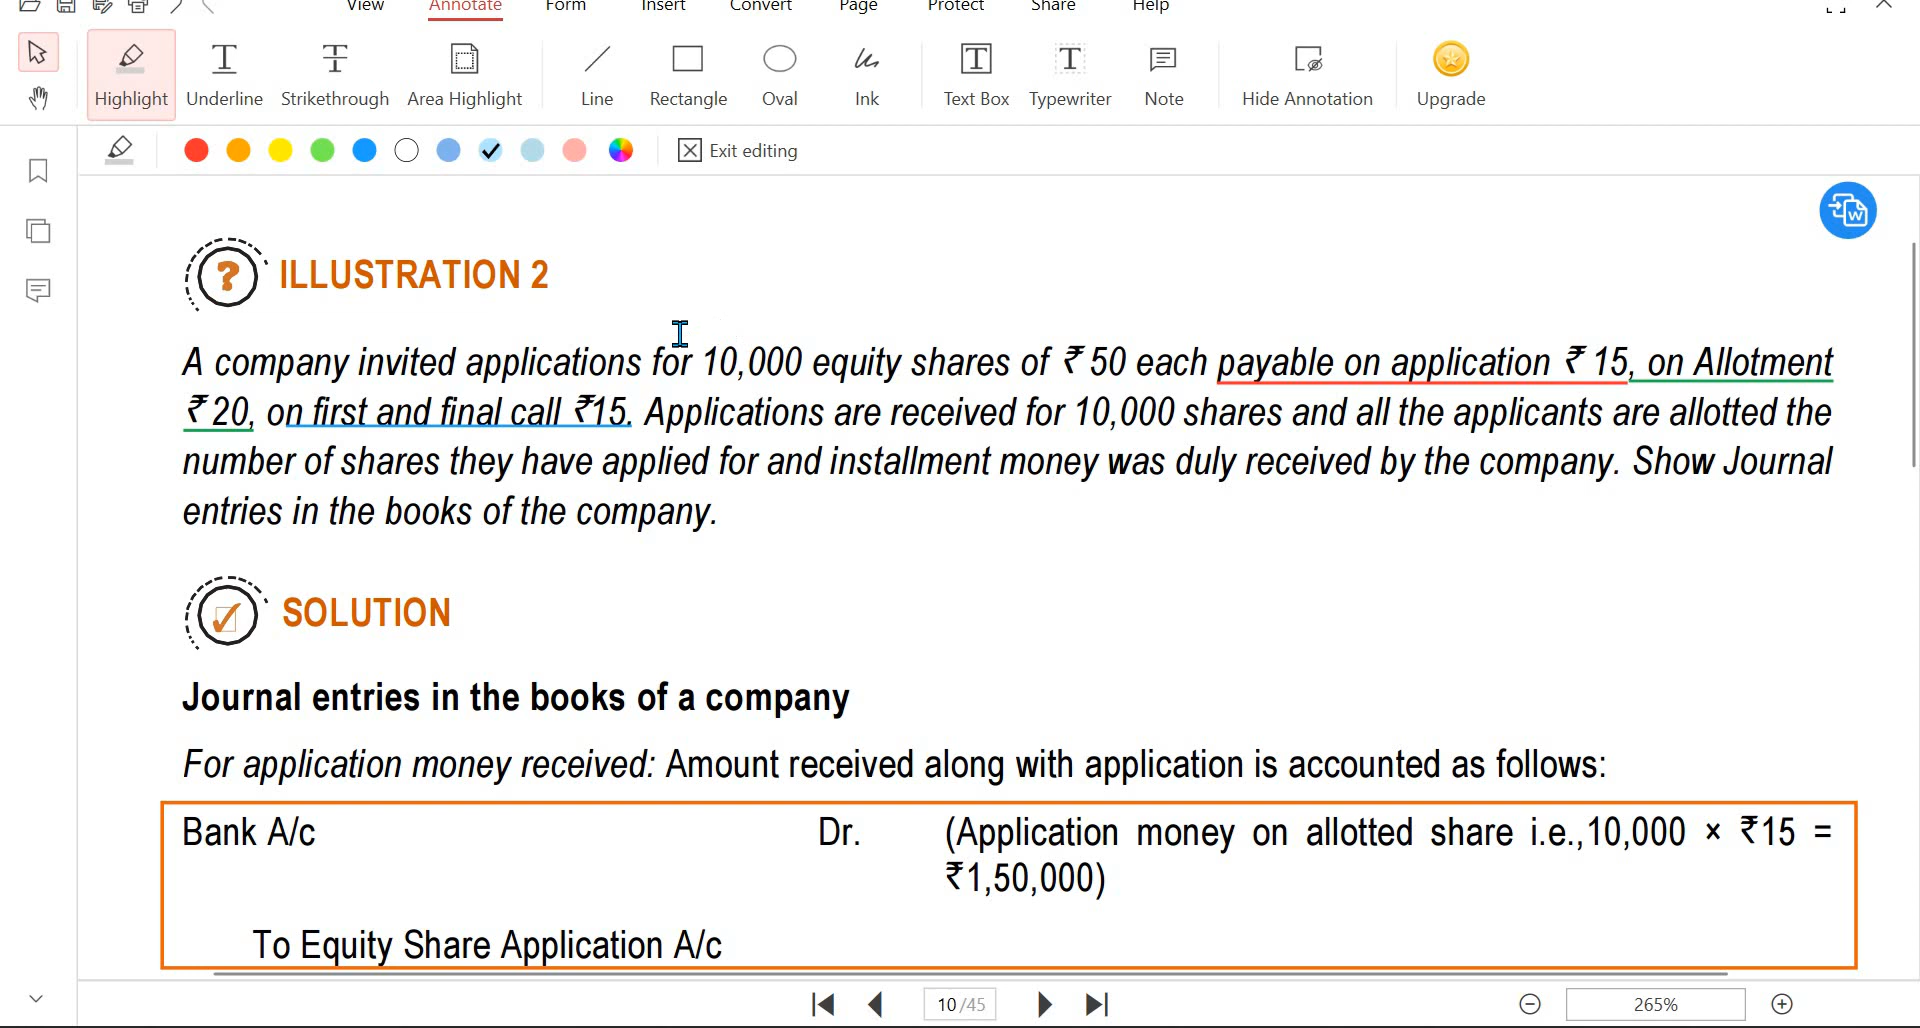 View Annotate Form Insert Convert Page Protect Share Help
Highlight Underline Strikethrough Area Highlight Line Rectangle Oval Ink Text Box Typewriter Note Hide Annotation Upgrade
Exit editing
ILLUSTRATION 2
A company invited applications for 10,000 equity shares of ₹ 50 each payable on application ₹ 15, on Allotment
₹ 20, on first and final call ₹15. Applications are received for 10,000 shares and all the applicants are allotted the
number of shares they have applied for and installment money was duly received by the company. Show Journal
entries in the books of the company.
SOLUTION
Journal entries in the books of a company
For application money received: Amount received along with application is accounted as follows:
Bank A/c Dr. (Application money on allotted share i.e.,10,000 × ₹15 =
₹1,50,000)
To Equity Share Application A/c
10 /45 265%